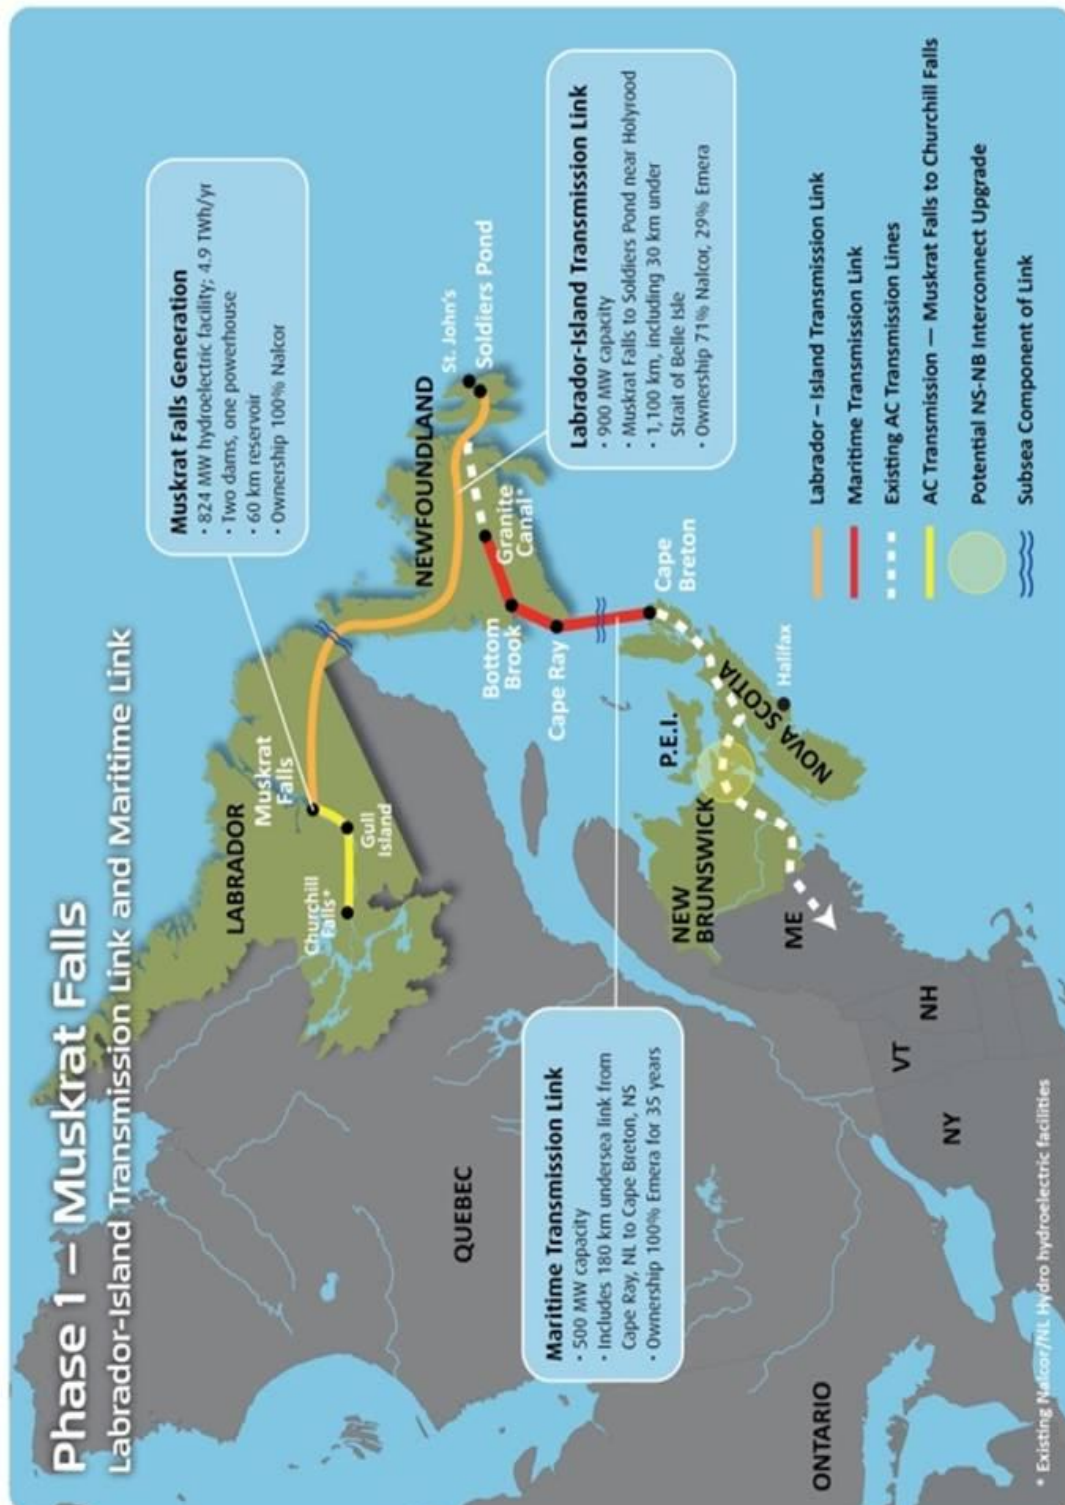 Phase 1 – Muskrat Falls
Labrador-Island Transmission Link and Maritime Link
Muskrat Falls Generation
· 824 MW hydroelectric facility; 4.9 TWh/yr
· Two dams, one powerhouse
· 60 km reservoir
· Ownership 100% Nalcor
LABRADOR
Muskrat
Falls
Churchill
Falls*
Gull
Island
NEWFOUNDLAND
St. John's
Soldiers Pond
Granite
Canal*
Bottom
Brook
Cape Ray
Cape
Breton
Labrador-Island Transmission Link
· 900 MW capacity
· Muskrat Falls to Soldiers Pond near Holyrood
· 1,100 km, including 30 km under
Strait of Belle Isle
· Ownership 71% Nalcor, 29% Emera
QUEBEC
Maritime Transmission Link
· 500 MW capacity
· Includes 180 km undersea link from
Cape Ray, NL to Cape Breton, NS
· Ownership 100% Emera for 35 years
P.E.I.
NEW
BRUNSWICK
NOVA SCOTIA
Halifax
ME
NH
VT
NY
ONTARIO
Labrador – Island Transmission Link
Maritime Transmission Link
Existing AC Transmission Lines
AC Transmission — Muskrat Falls to Churchill Falls
Potential NS-NB Interconnect Upgrade
Subsea Component of Link
* Existing Nalcor/NL Hydro hydroelectric facilities